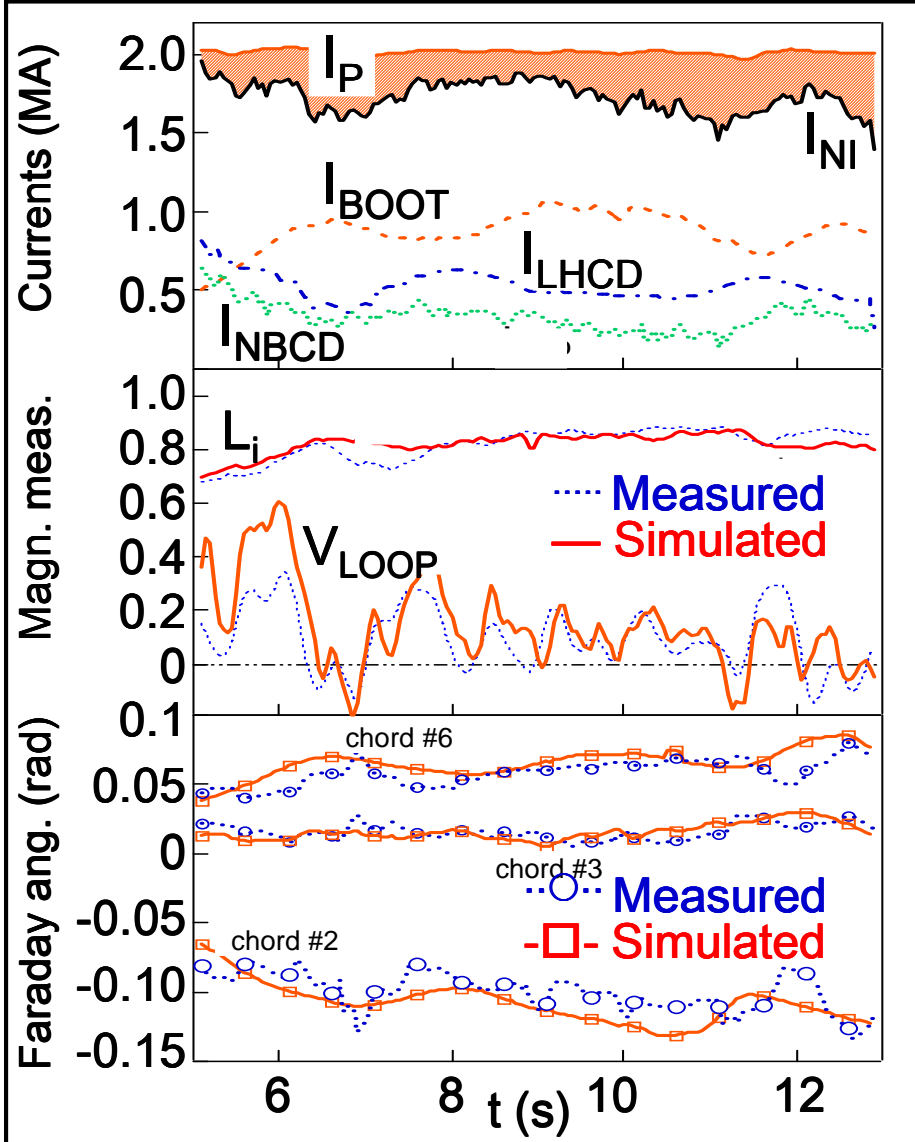 Currents (MA)
2.0
1.5
1.0
0.5
I_P
I_NI
I_BOOT
I_LHCD
I_NBCD
Magn. meas.
1.0
0.8
0.6
0.4
0.2
0
L_i
V_LOOP
Measured
Simulated
Faraday ang. (rad)
0.1
0.05
0
-0.05
-0.10
-0.15
chord #6
chord #3
chord #2
Measured
Simulated
6
8
10
12
t (s)